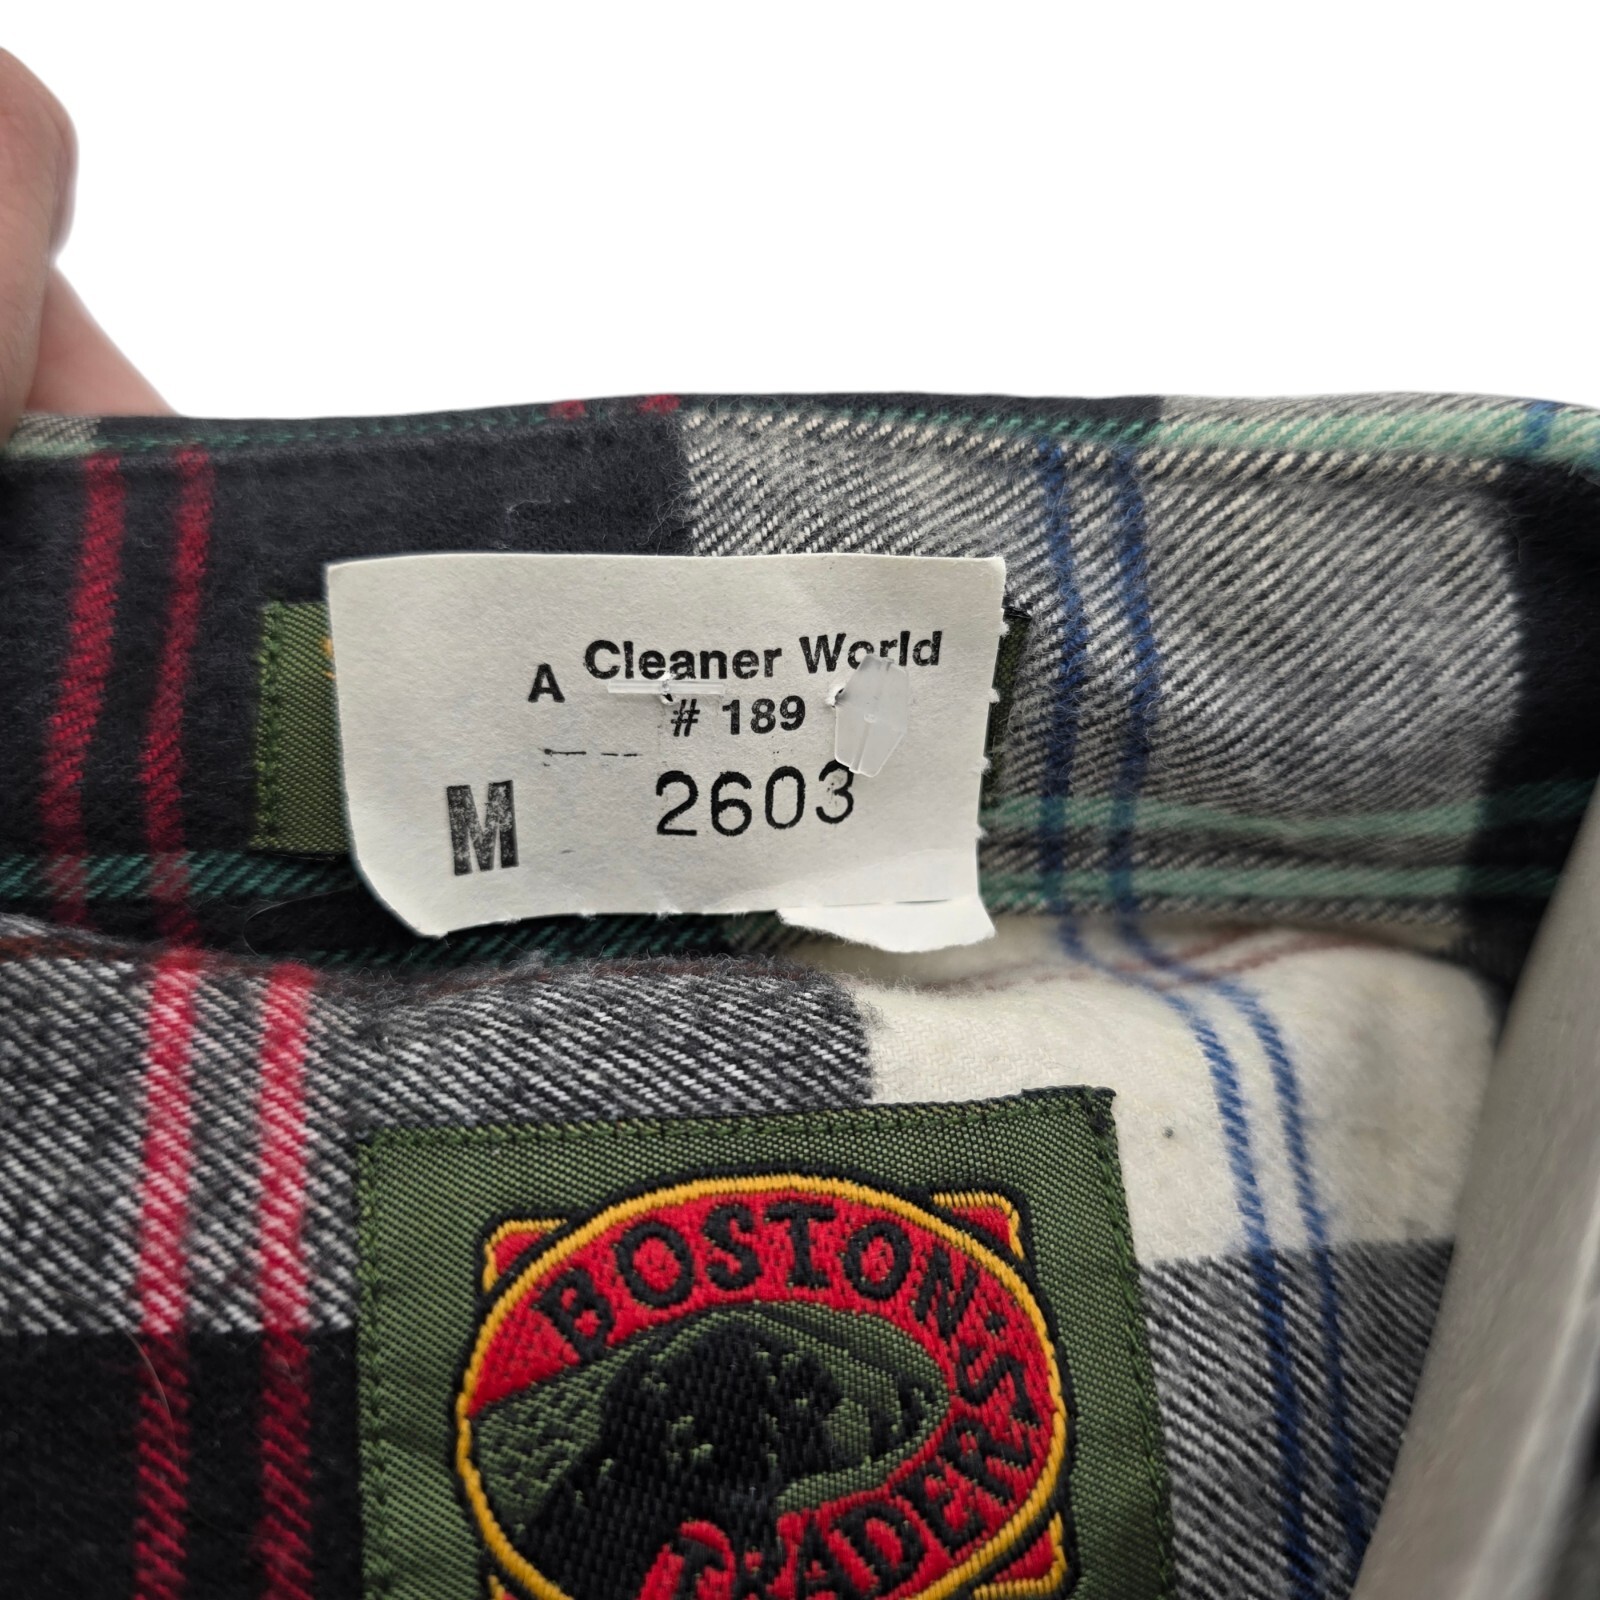 A Cleaner World
# 189
M 2603
BOSTON
TRADERS